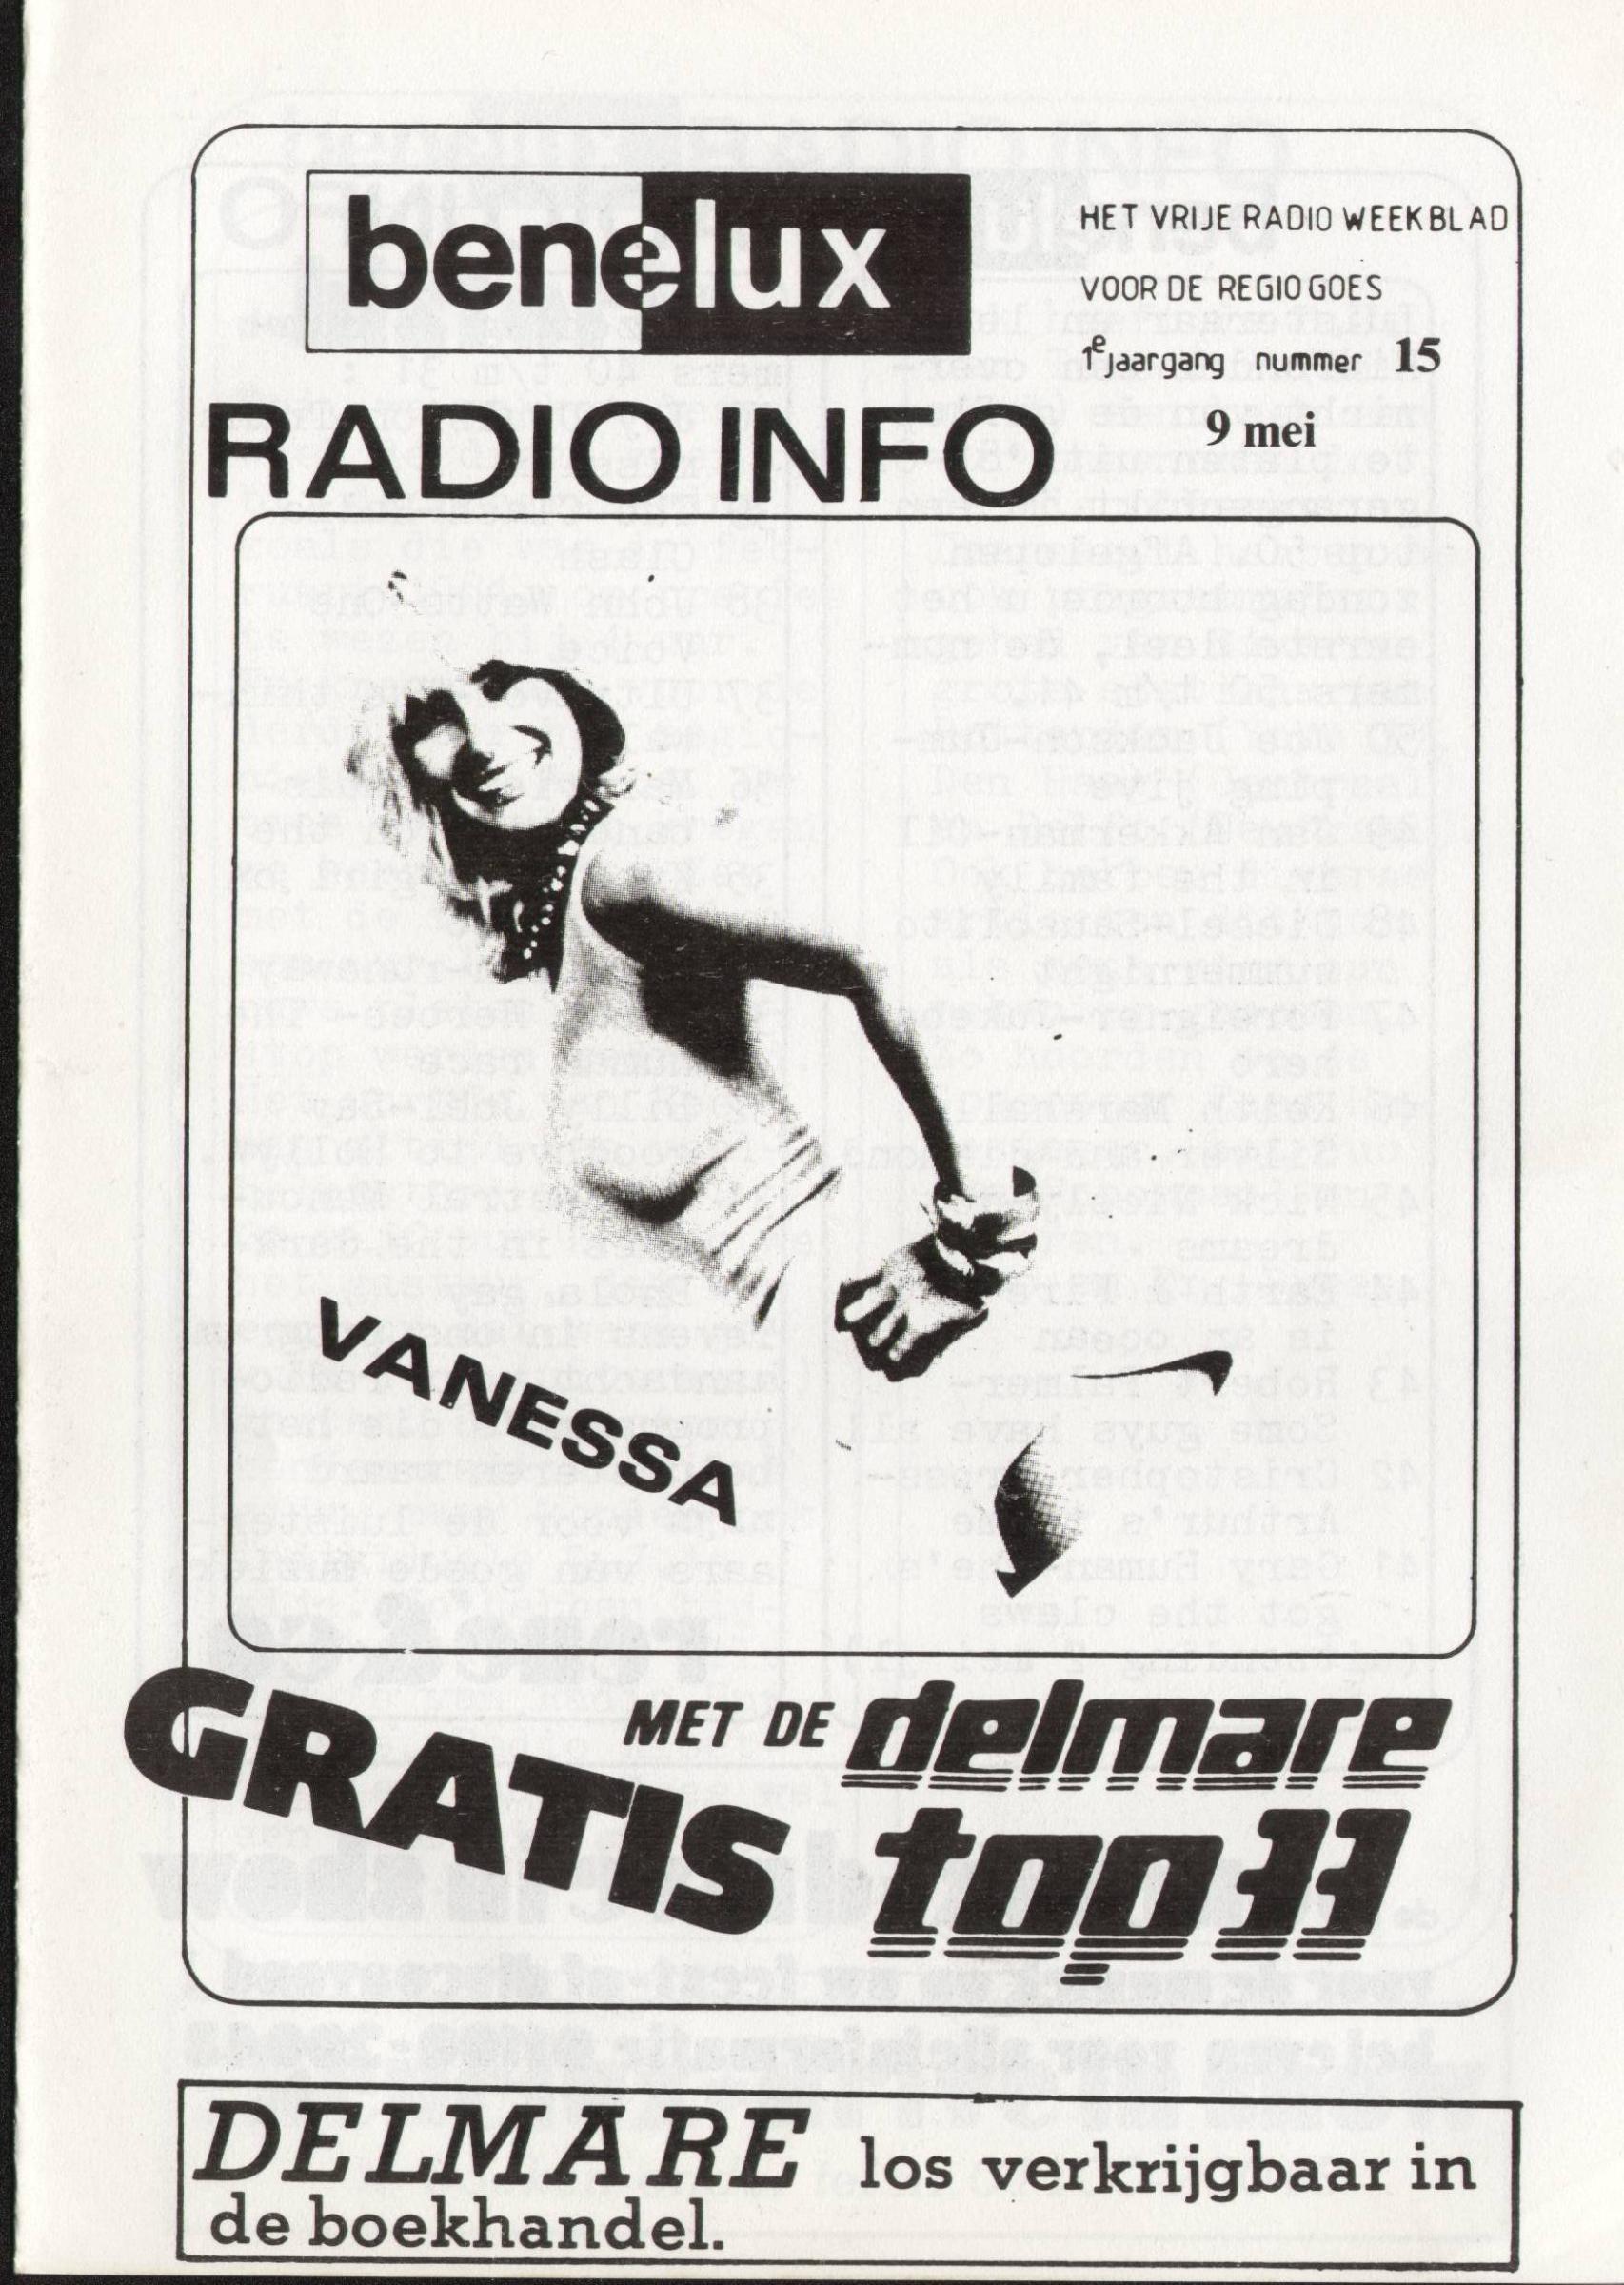 benelux
HET VRIJE RADIO WEEKBLAD
VOOR DE REGIO GOES
1e jaargang nummer 15
9 mei
RADIO INFO
VANESSA
GRATIS
MET DE delmare
top 33
DELMARE los verkrijgbaar in
de boekhandel.